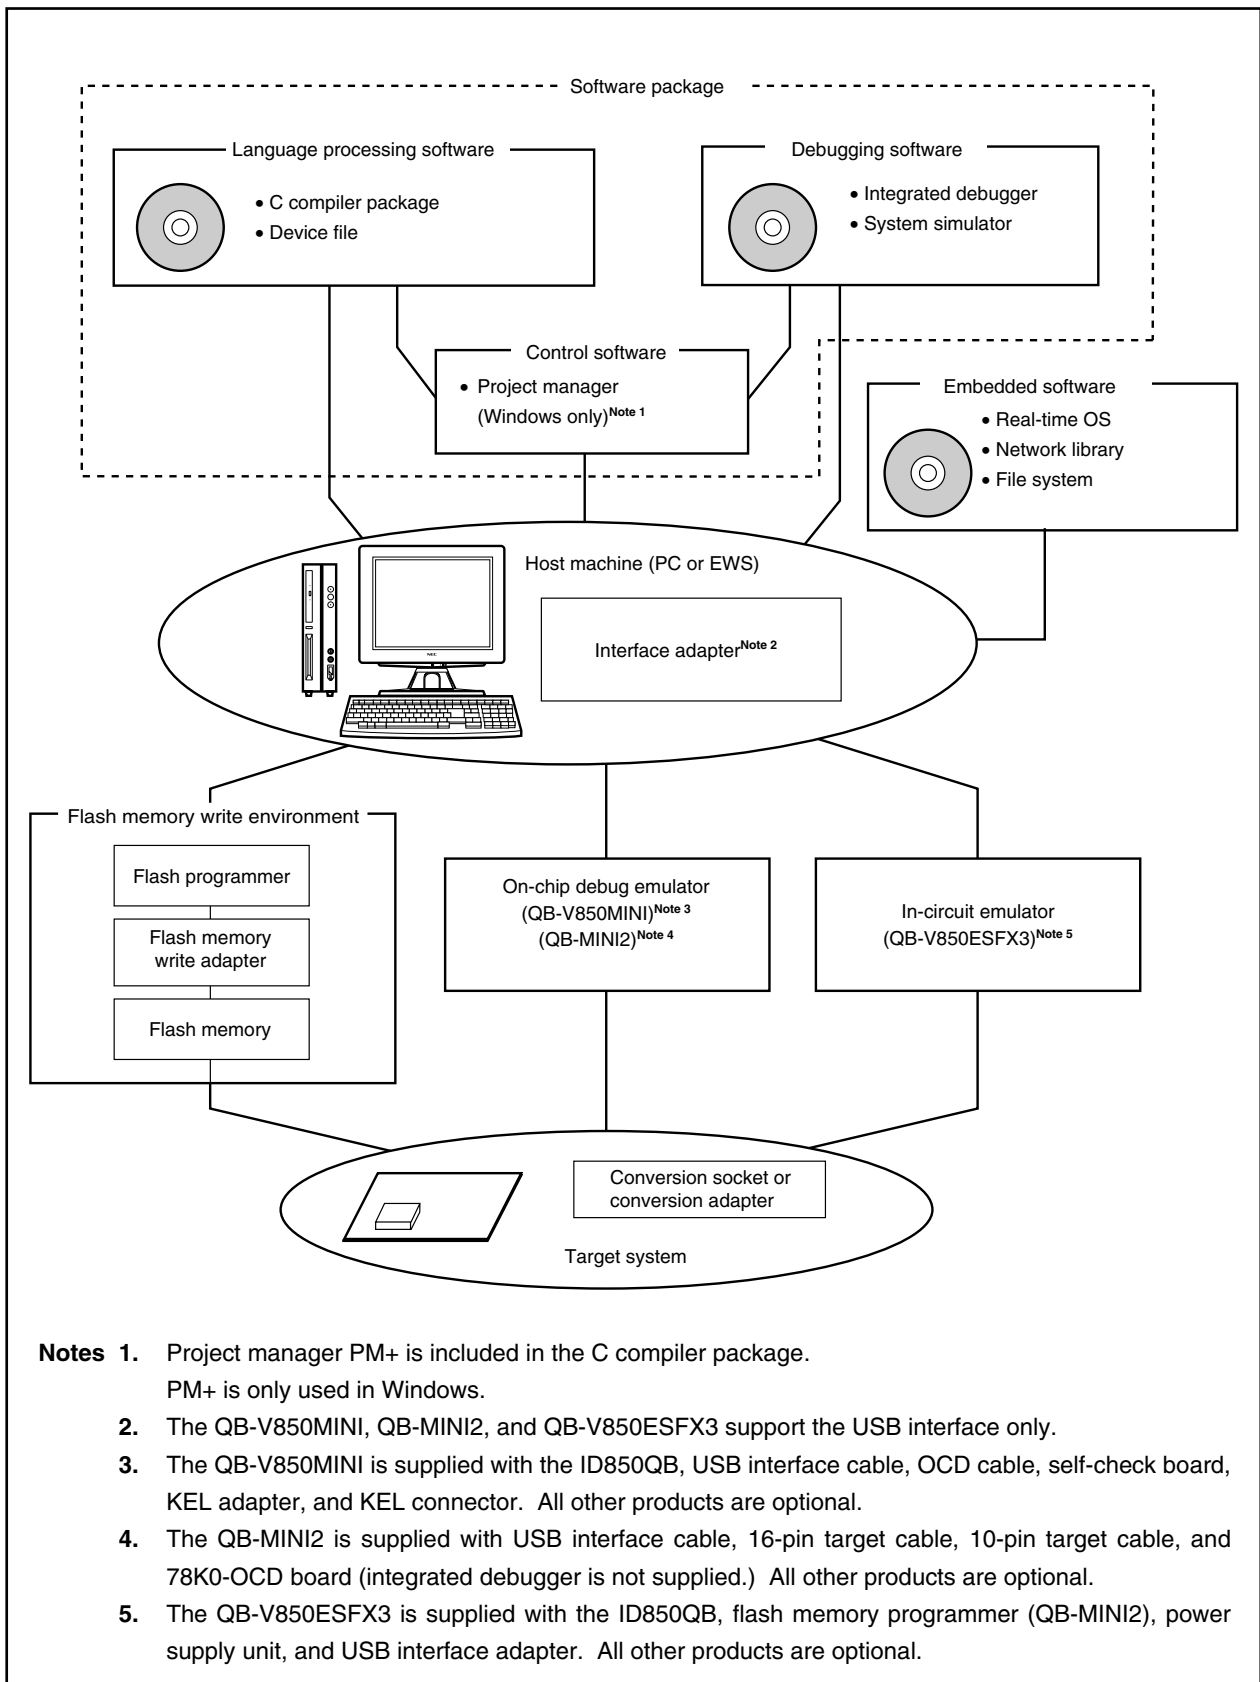 Software package
Language processing software
• C compiler package
• Device file
Debugging software
• Integrated debugger
• System simulator
Control software
• Project manager
(Windows only)Note 1
Embedded software
• Real-time OS
• Network library
• File system
Host machine (PC or EWS)
NEC
Interface adapterNote 2
Flash memory write environment
Flash programmer
Flash memory
write adapter
Flash memory
On-chip debug emulator
(QB-V850MINI)Note 3
(QB-MINI2)Note 4
In-circuit emulator
(QB-V850ESFX3)Note 5
Conversion socket or
conversion adapter
Target system
Notes 1. Project manager PM+ is included in the C compiler package.
PM+ is only used in Windows.
2. The QB-V850MINI, QB-MINI2, and QB-V850ESFX3 support the USB interface only.
3. The QB-V850MINI is supplied with the ID850QB, USB interface cable, OCD cable, self-check board,
KEL adapter, and KEL connector. All other products are optional.
4. The QB-MINI2 is supplied with USB interface cable, 16-pin target cable, 10-pin target cable, and
78K0-OCD board (integrated debugger is not supplied.) All other products are optional.
5. The QB-V850ESFX3 is supplied with the ID850QB, flash memory programmer (QB-MINI2), power
supply unit, and USB interface adapter. All other products are optional.